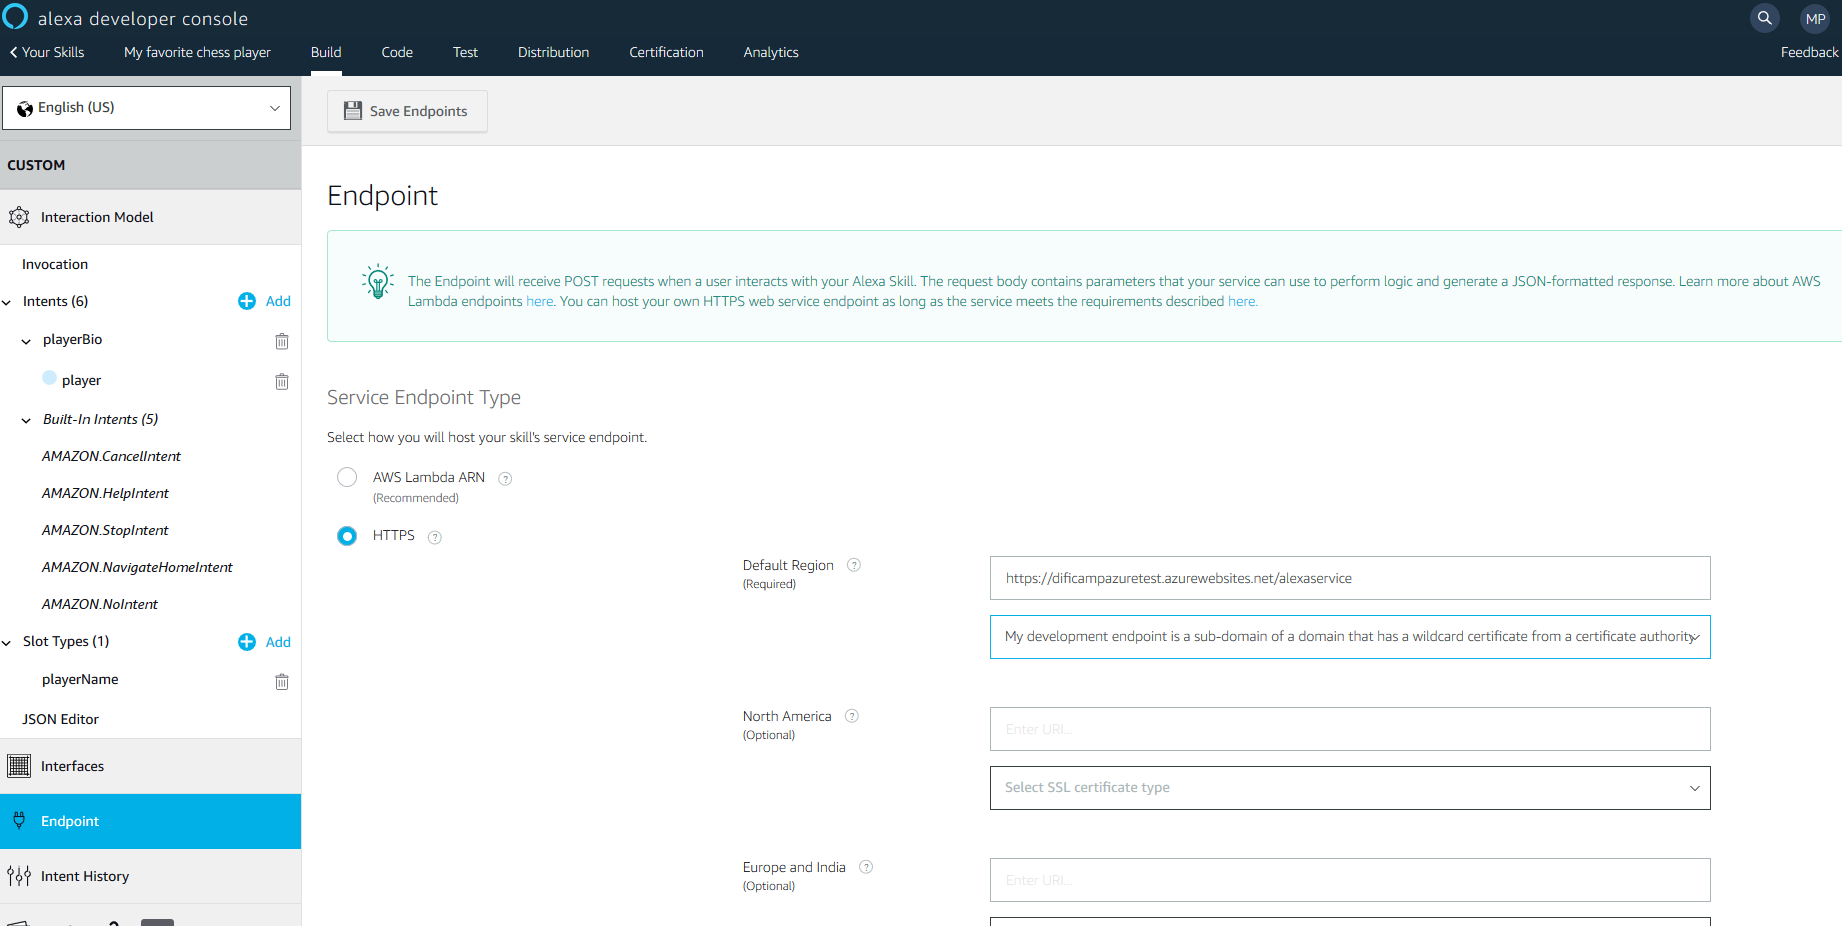 alexa developer console
MP
Your Skills
My favorite chess player
Build
Code
Test
Distribution
Certification
Analytics
Feedback
English (US)
Save Endpoints
CUSTOM
Interaction Model
Invocation
Intents (6)
Add
playerBio
player
Built-In Intents (5)
AMAZON.CancelIntent
AMAZON.HelpIntent
AMAZON.StopIntent
AMAZON.NavigateHomeIntent
AMAZON.NoIntent
Slot Types (1)
Add
playerName
JSON Editor
Interfaces
Endpoint
Intent History
Endpoint
The Endpoint will receive POST requests when a user interacts with your Alexa Skill. The request body contains parameters that your service can use to perform logic and generate a JSON-formatted response. Learn more about AWS
Lambda endpoints here. You can host your own HTTPS web service endpoint as long as the service meets the requirements described here.
Service Endpoint Type
Select how you will host your skill's service endpoint.
AWS Lambda ARN ?
(Recommended)
HTTPS ?
Default Region ?
(Required)
https://dificampazuretest.azurewebsites.net/alexaservice
My development endpoint is a sub-domain of a domain that has a wildcard certificate from a certificate authority
North America ?
(Optional)
Enter URI...
Select SSL certificate type
Europe and India ?
(Optional)
Enter URI...